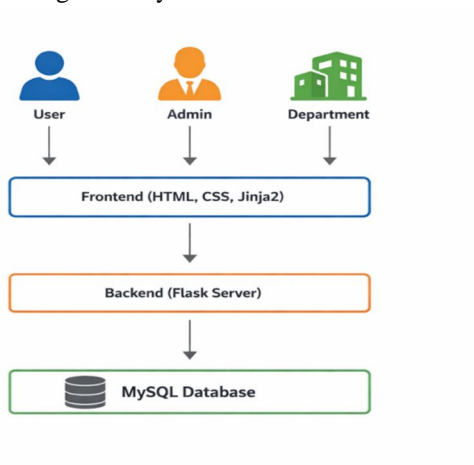 User
Admin
Department
Frontend (HTML, CSS, Jinja2)
Backend (Flask Server)
MySQL Database